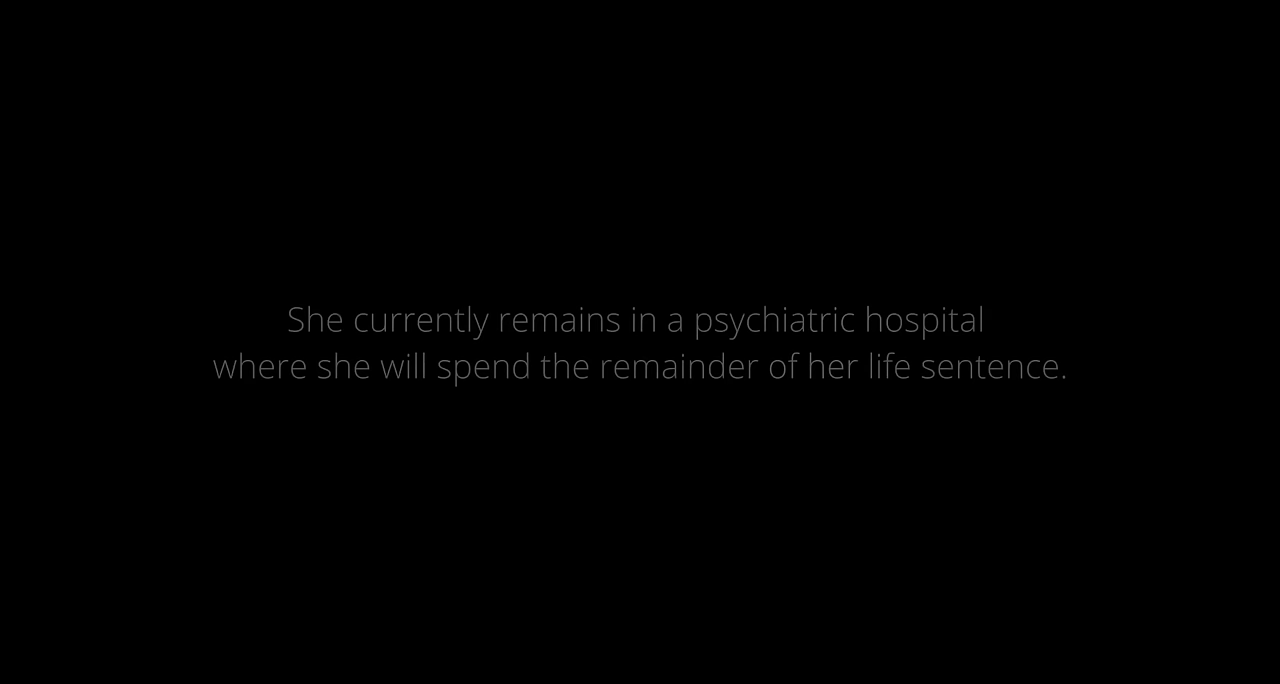 She currently remains in a psychiatric hospital
where she will spend the remainder of her life sentence.